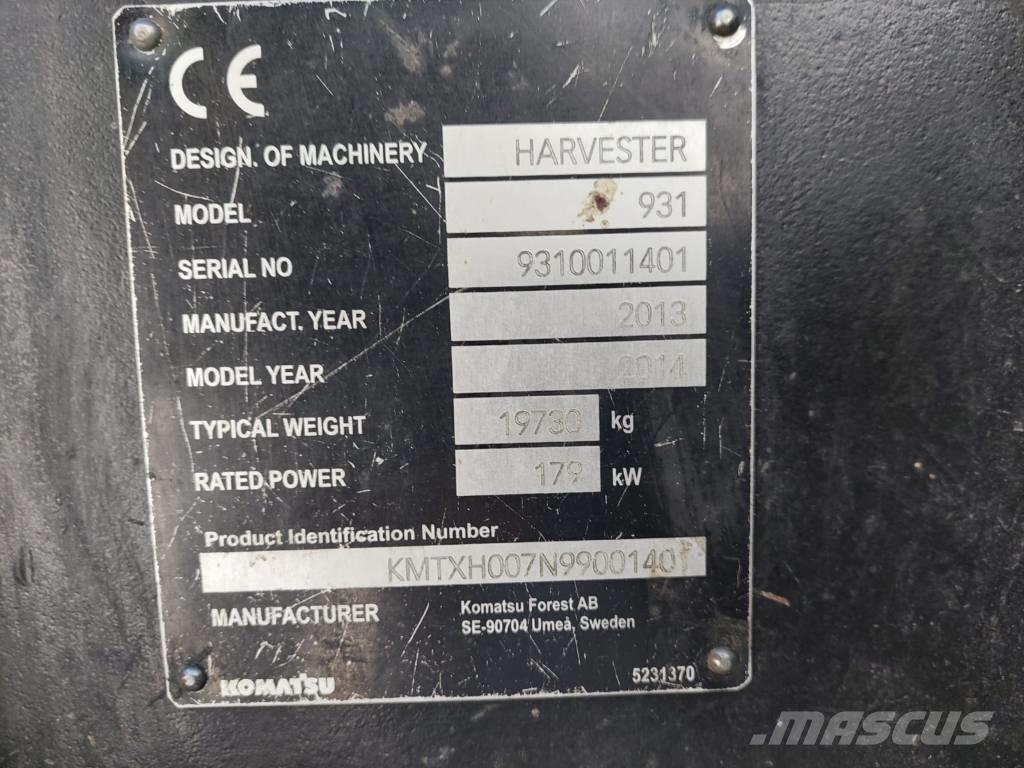 CE
DESIGN. OF MACHINERY HARVESTER
MODEL 931
SERIAL NO 9310011401
MANUFACT. YEAR 2013
MODEL YEAR 2014
TYPICAL WEIGHT 19730 kg
RATED POWER 179 kW
Product Identification Number
KMTXH007N99001401
MANUFACTURER Komatsu Forest AB
SE-90704 Umeå, Sweden
KOMATSU 5231370
MASCUS